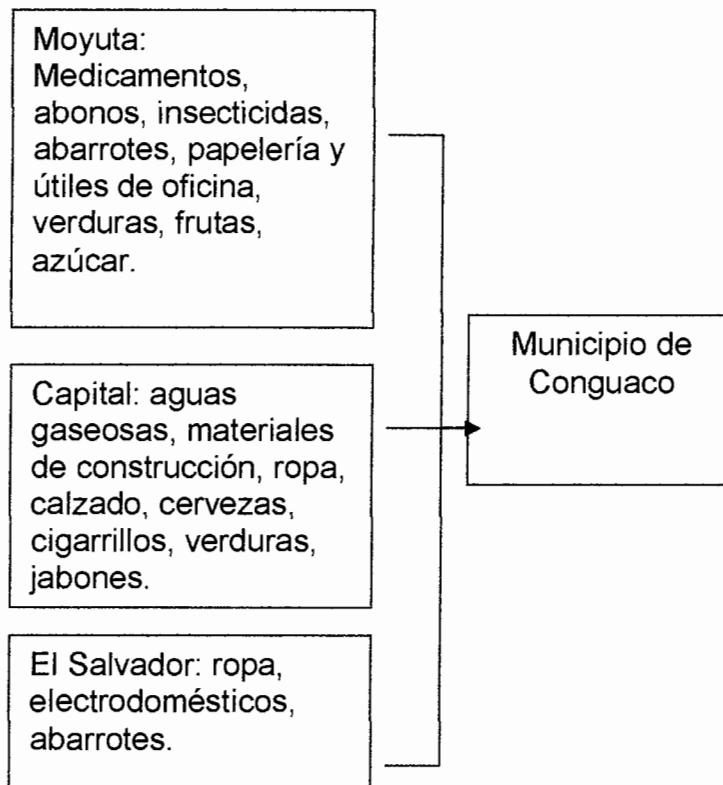 Moyuta:
Medicamentos,
abonos, insecticidas,
abarrotes, papelería y
útiles de oficina,
verduras, frutas,
azúcar.
Municipio de
Conguaco
Capital: aguas
gaseosas, materiales
de construcción, ropa,
calzado, cervezas,
cigarrillos, verduras,
jabones.
El Salvador: ropa,
electrodomésticos,
abarrotes.